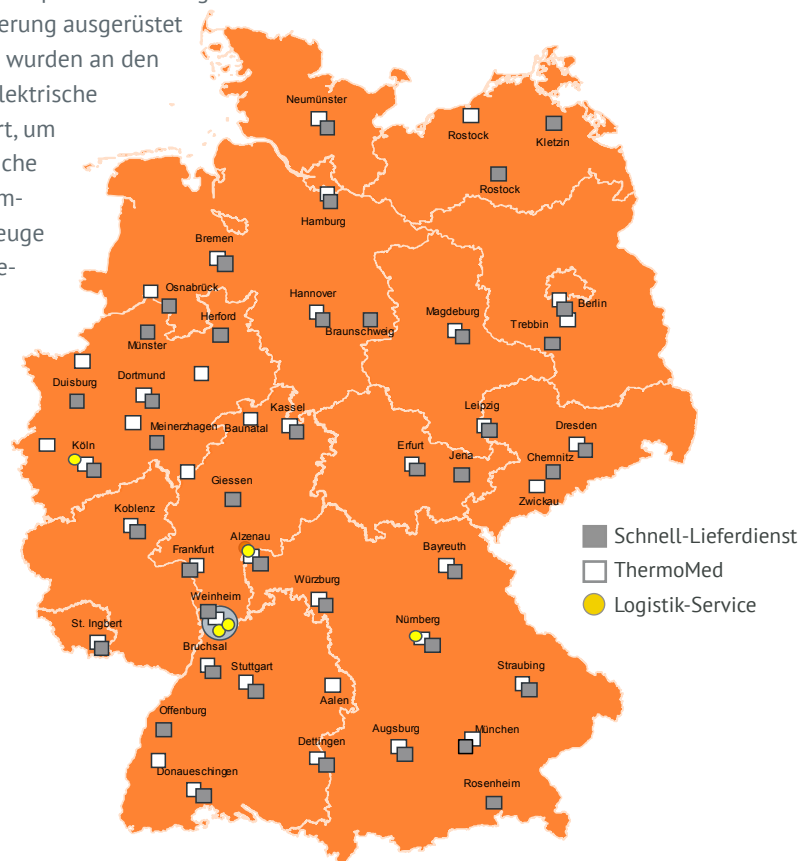 erung ausgerüstet
wurden an den
lektrische
rt, um
che
m-
euge
e-
Neumünster
Rostock
Kletzin
Rostock
Hamburg
Bremen
Osnabrück
Hannover
Berlin
Herford
Magdeburg
Braunschweig
Trebbin
Münster
Duisburg
Dortmund
Kassel
Leipzig
Meinerzhagen
Baunatal
Dresden
Köln
Erfurt
Jena
Chemnitz
Giessen
Zwickau
Koblenz
Alzenau
Frankfurt
Bayreuth
Würzburg
Weinheim
St. Ingbert
Nürnberg
Bruchsal
Stuttgart
Straubing
Aalen
Offenburg
Augsburg
München
Dettingen
Donaueschingen
Rosenheim
Schnell-Lieferdienst
ThermoMed
Logistik-Service